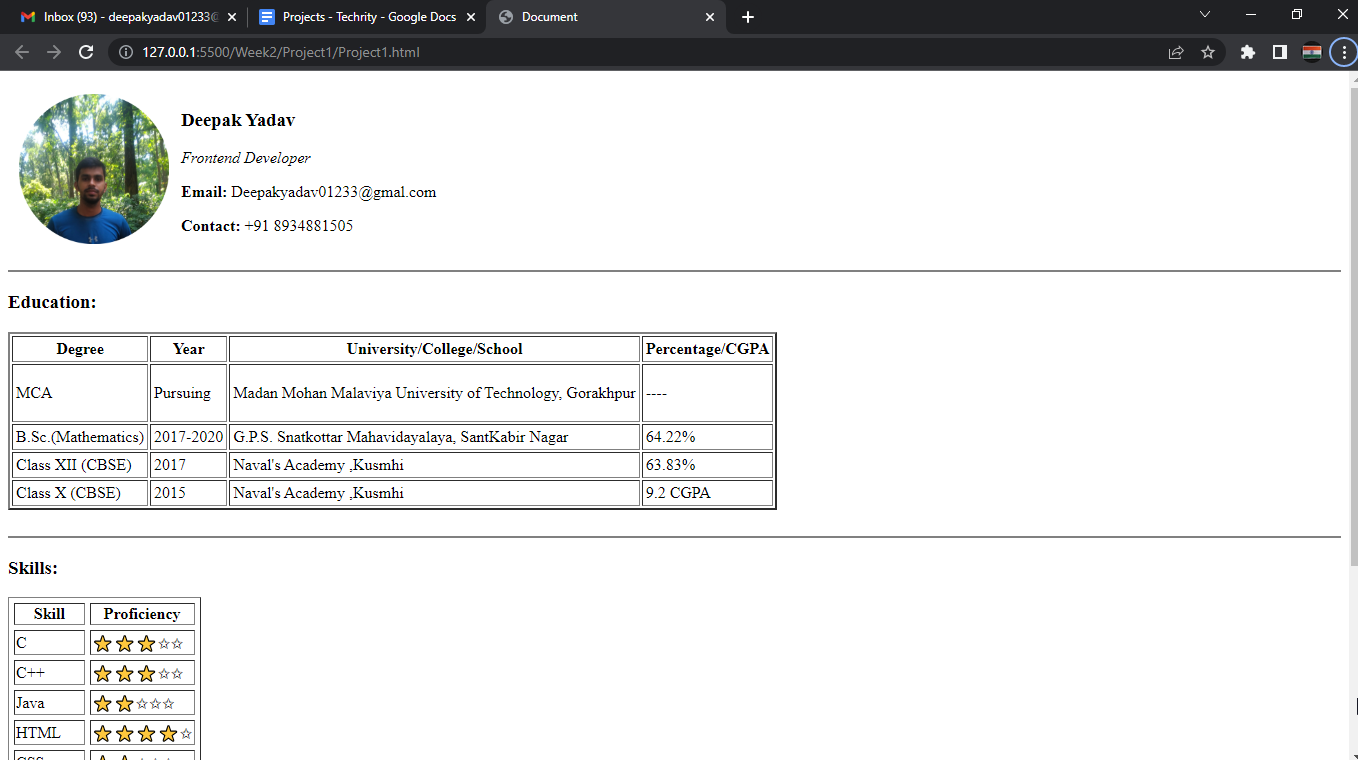 Inbox (93) - deepakyadav01233@ Projects - Techrity - Google Docs Document
127.0.0.1:5500/Week2/Project1/Project1.html
Deepak Yadav
Frontend Developer
Email: Deepakyadav01233@gmal.com
Contact: +91 8934881505
Education:
Degree Year University/College/School Percentage/CGPA
MCA Pursuing Madan Mohan Malaviya University of Technology, Gorakhpur ----
B.Sc.(Mathematics) 2017-2020 G.P.S. Snatkottar Mahavidayalaya, SantKabir Nagar 64.22%
Class XII (CBSE) 2017 Naval's Academy ,Kusmhi 63.83%
Class X (CBSE) 2015 Naval's Academy ,Kusmhi 9.2 CGPA
Skills:
Skill Proficiency
C
C++
Java
HTML
CSS